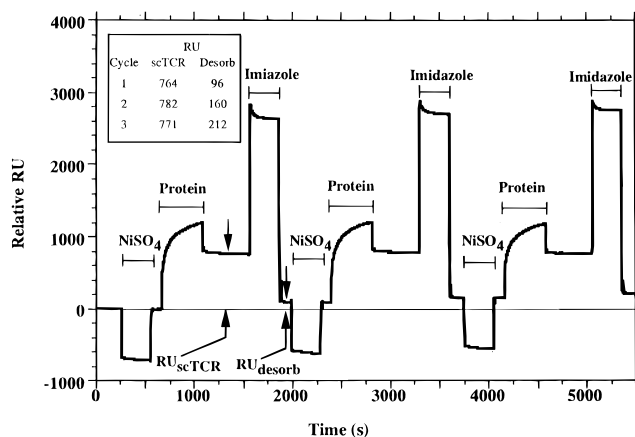 4000
3000
2000
1000
0
-1000
Relative RU
RU
Cycle scTCR Desorb
1 764 96
2 782 160
3 771 212
Imiazole
Imidazole
Imidazole
Protein
Protein
Protein
NiSO4
NiSO4
NiSO4
RUscTCR
RUdesorb
0 1000 2000 3000 4000 5000
Time (s)